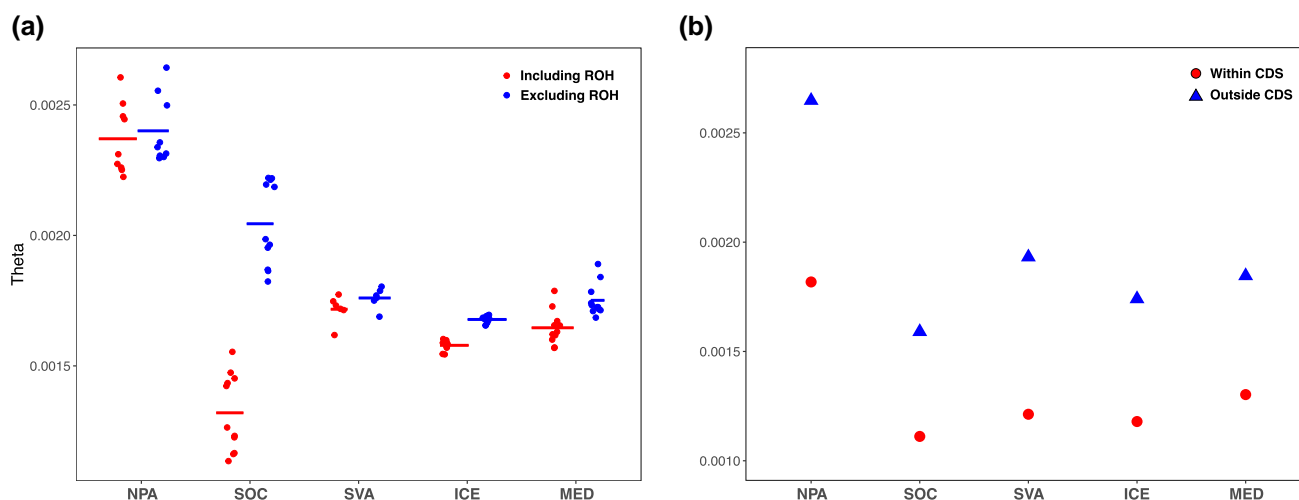 (a)
Theta
0.0025
0.0020
0.0015
Including ROH
Excluding ROH
NPA SOC SVA ICE MED
(b)
0.0025
0.0020
0.0015
0.0010
Within CDS
Outside CDS
NPA SOC SVA ICE MED